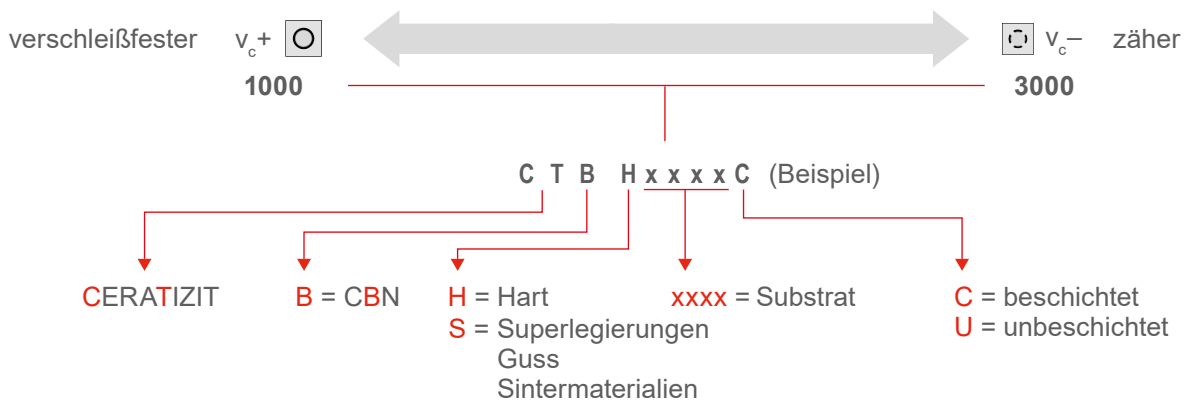 verschleißfester v_c+ v_c– zäher
1000 3000
C T B H x x x x C (Beispiel)
CERATIZIT B = CBN H = Hart xxxx = Substrat C = beschichtet
S = Superlegierungen U = unbeschichtet
Guss
Sintermaterialien